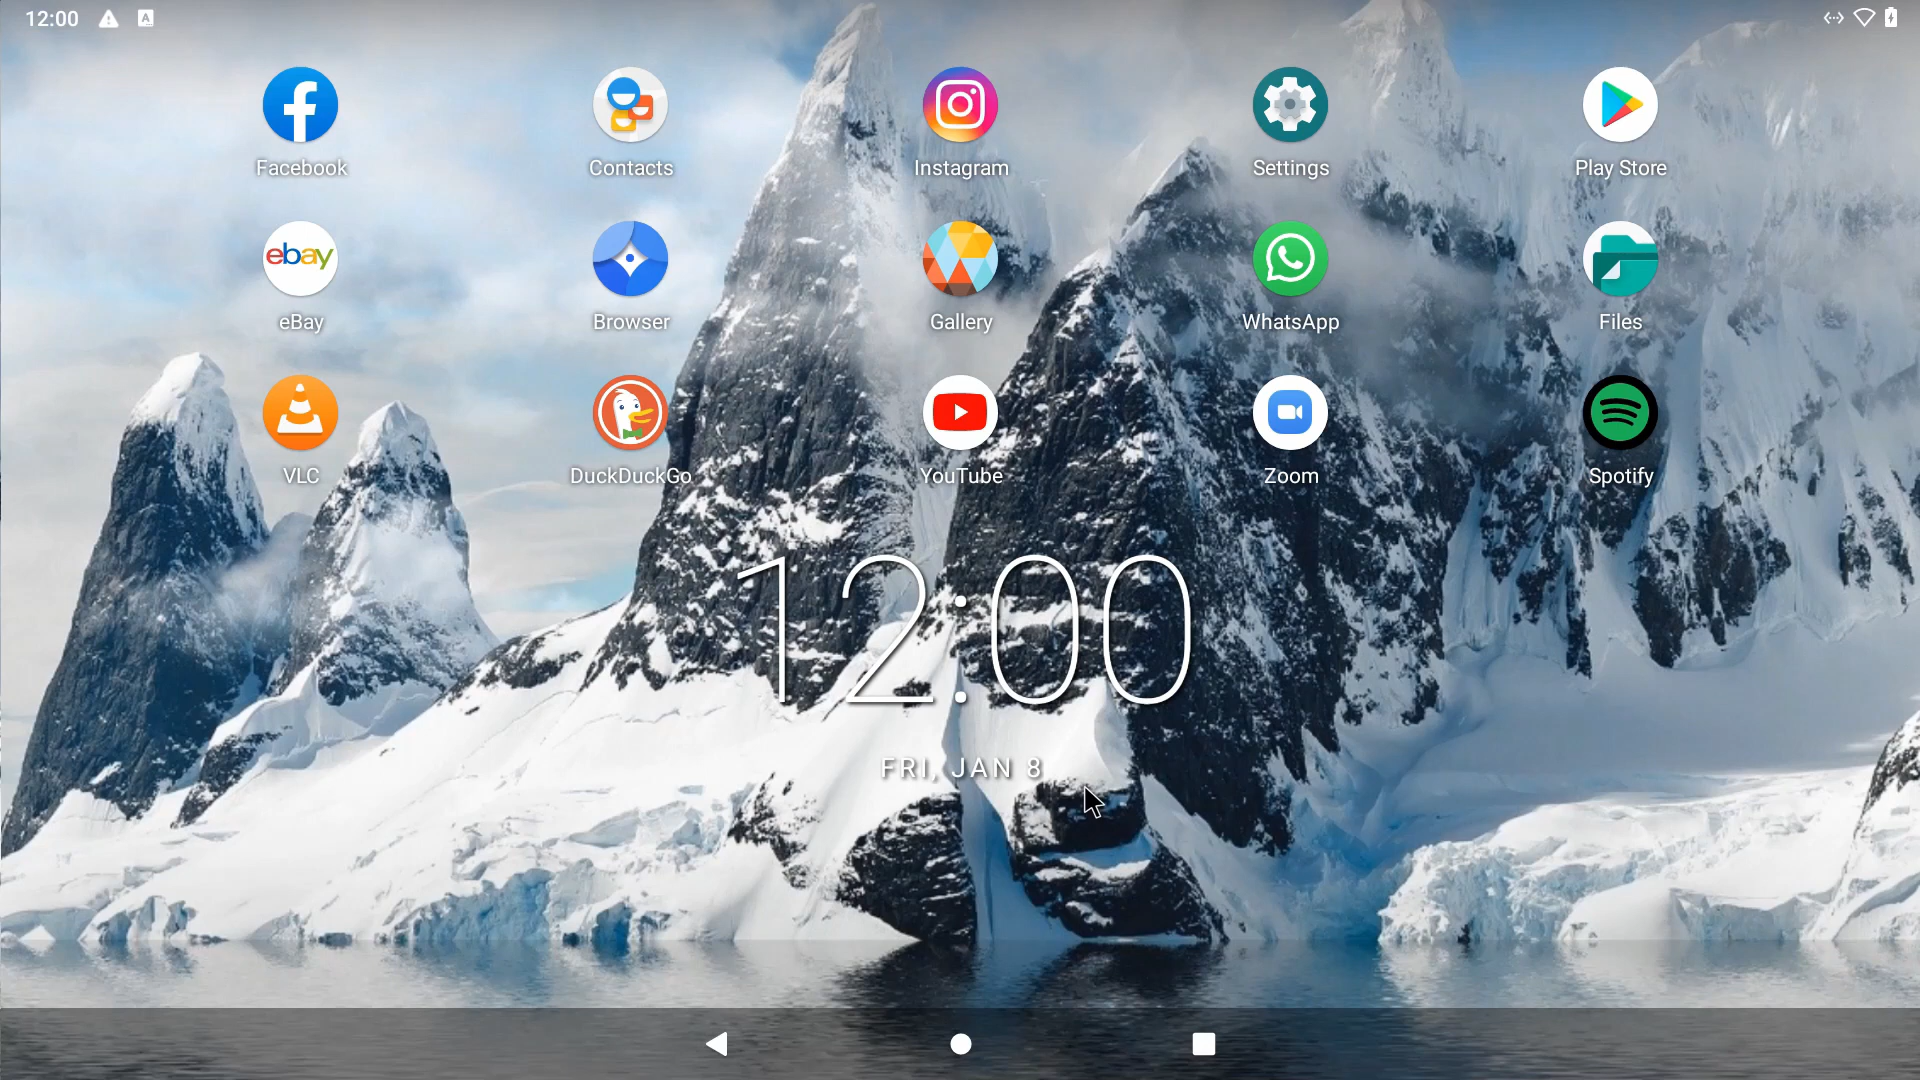 12:00
Facebook
Contacts
Instagram
Settings
Play Store
ebay
eBay
Browser
Gallery
WhatsApp
Files
VLC
DuckDuckGo
YouTube
Zoom
Spotify
12:00
FRI, JAN 8